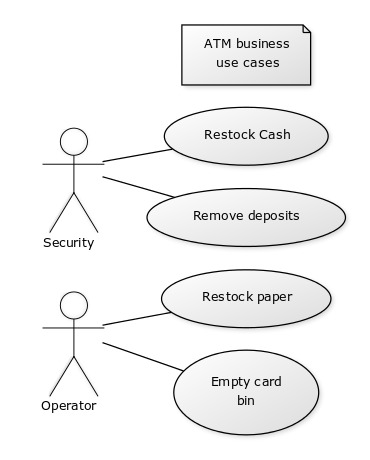 ATM business
use cases
Restock Cash
Security
Remove deposits
Restock paper
Operator
Empty card
bin